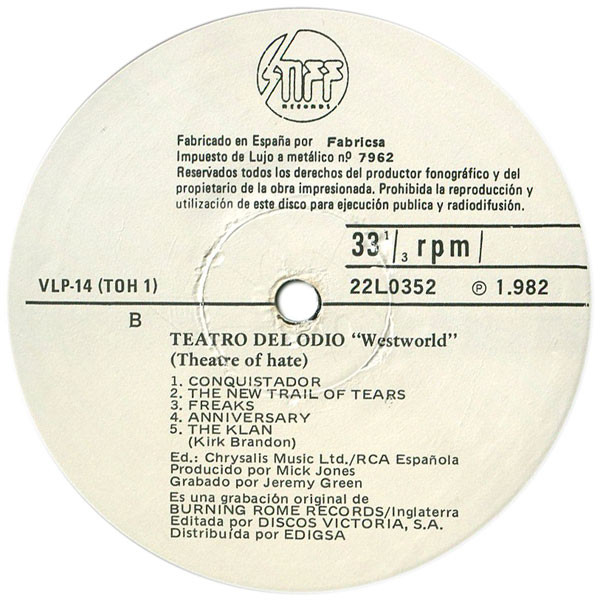 SNFF
RECORDS
Fabricado en España por Fabricsa
Impuesto de Lujo a metálico nº 7962
Reservados todos los derechos del productor fonográfico y del
propietario de la obra impresionada. Prohibida la reproducción y
utilización de este disco para ejecución publica y radiodifusión.
33 1/3 rpm
VLP-14 (TOH 1)
22L0352 ℗ 1.982
B
TEATRO DEL ODIO “Westworld”
(Theatre of hate)
1. CONQUISTADOR
2. THE NEW TRAIL OF TEARS
3. FREAKS
4. ANNIVERSARY
5. THE KLAN
(Kirk Brandon)
Ed.: Chrysalis Music Ltd./RCA Española
Producido por Mick Jones
Grabado por Jeremy Green
Es una grabación original de
BURNING ROME RECORDS/Inglaterra
Editada por DISCOS VICTORIA, S.A.
Distribuída por EDIGSA